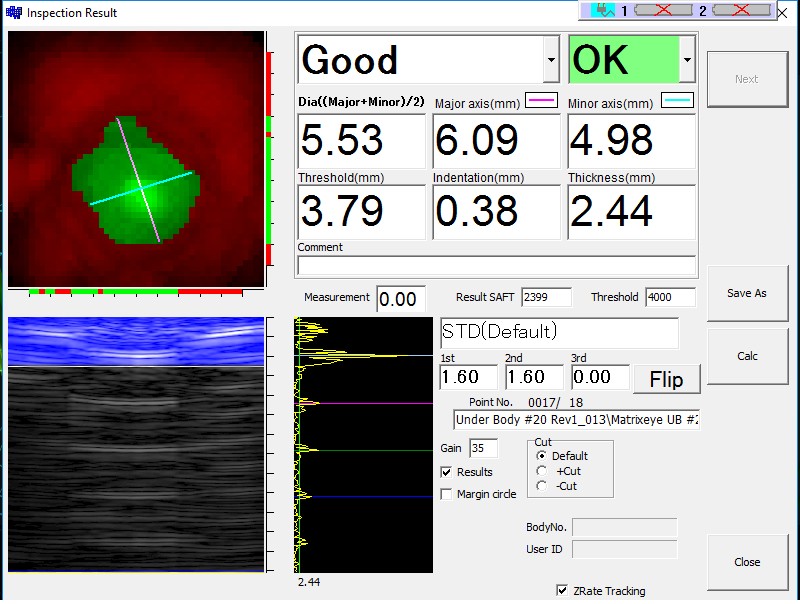 Inspection Result
1 2
Good OK
Next
Dia((Major+Minor)/2) Major axis(mm) Minor axis(mm)
5.53 6.09 4.98
Threshold(mm) Indentation(mm) Thickness(mm)
3.79 0.38 2.44
Comment
Measurement 0.00 Result SAFT 2399 Threshold 4000
Save As
STD(Default)
1st 2nd 3rd
1.60 1.60 0.00 Flip
Calc
Point No. 0017/ 18
Under Body #20 Rev1_013\Matrixeye UB #2
Gain 35
Cut
Default
Results
+Cut
-Cut
Margin circle
BodyNo.
User ID
Close
2.44
ZRate Tracking